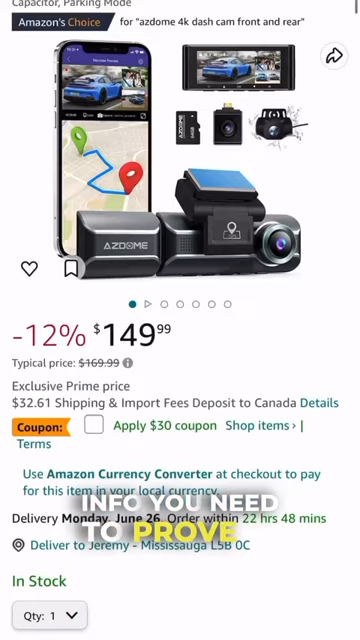 Capacitor, Parking Mode
Amazon's Choice for "azdome 4k dash cam front and rear"
AZDOME
64GB
AZDOME
-12% $149 99
Typical price: $169.99
Exclusive Prime price
$32.61 Shipping & Import Fees Deposit to Canada Details
Coupon: Apply $30 coupon Shop items › |
Terms
Use Amazon Currency Converter at checkout to pay
for this item in your local currency.
INFO YOU NEED
TO PROVE
Delivery Monday, June 26. Order within 22 hrs 48 mins
Deliver to Jeremy - Mississauga L5B 0C
In Stock
Qty: 1